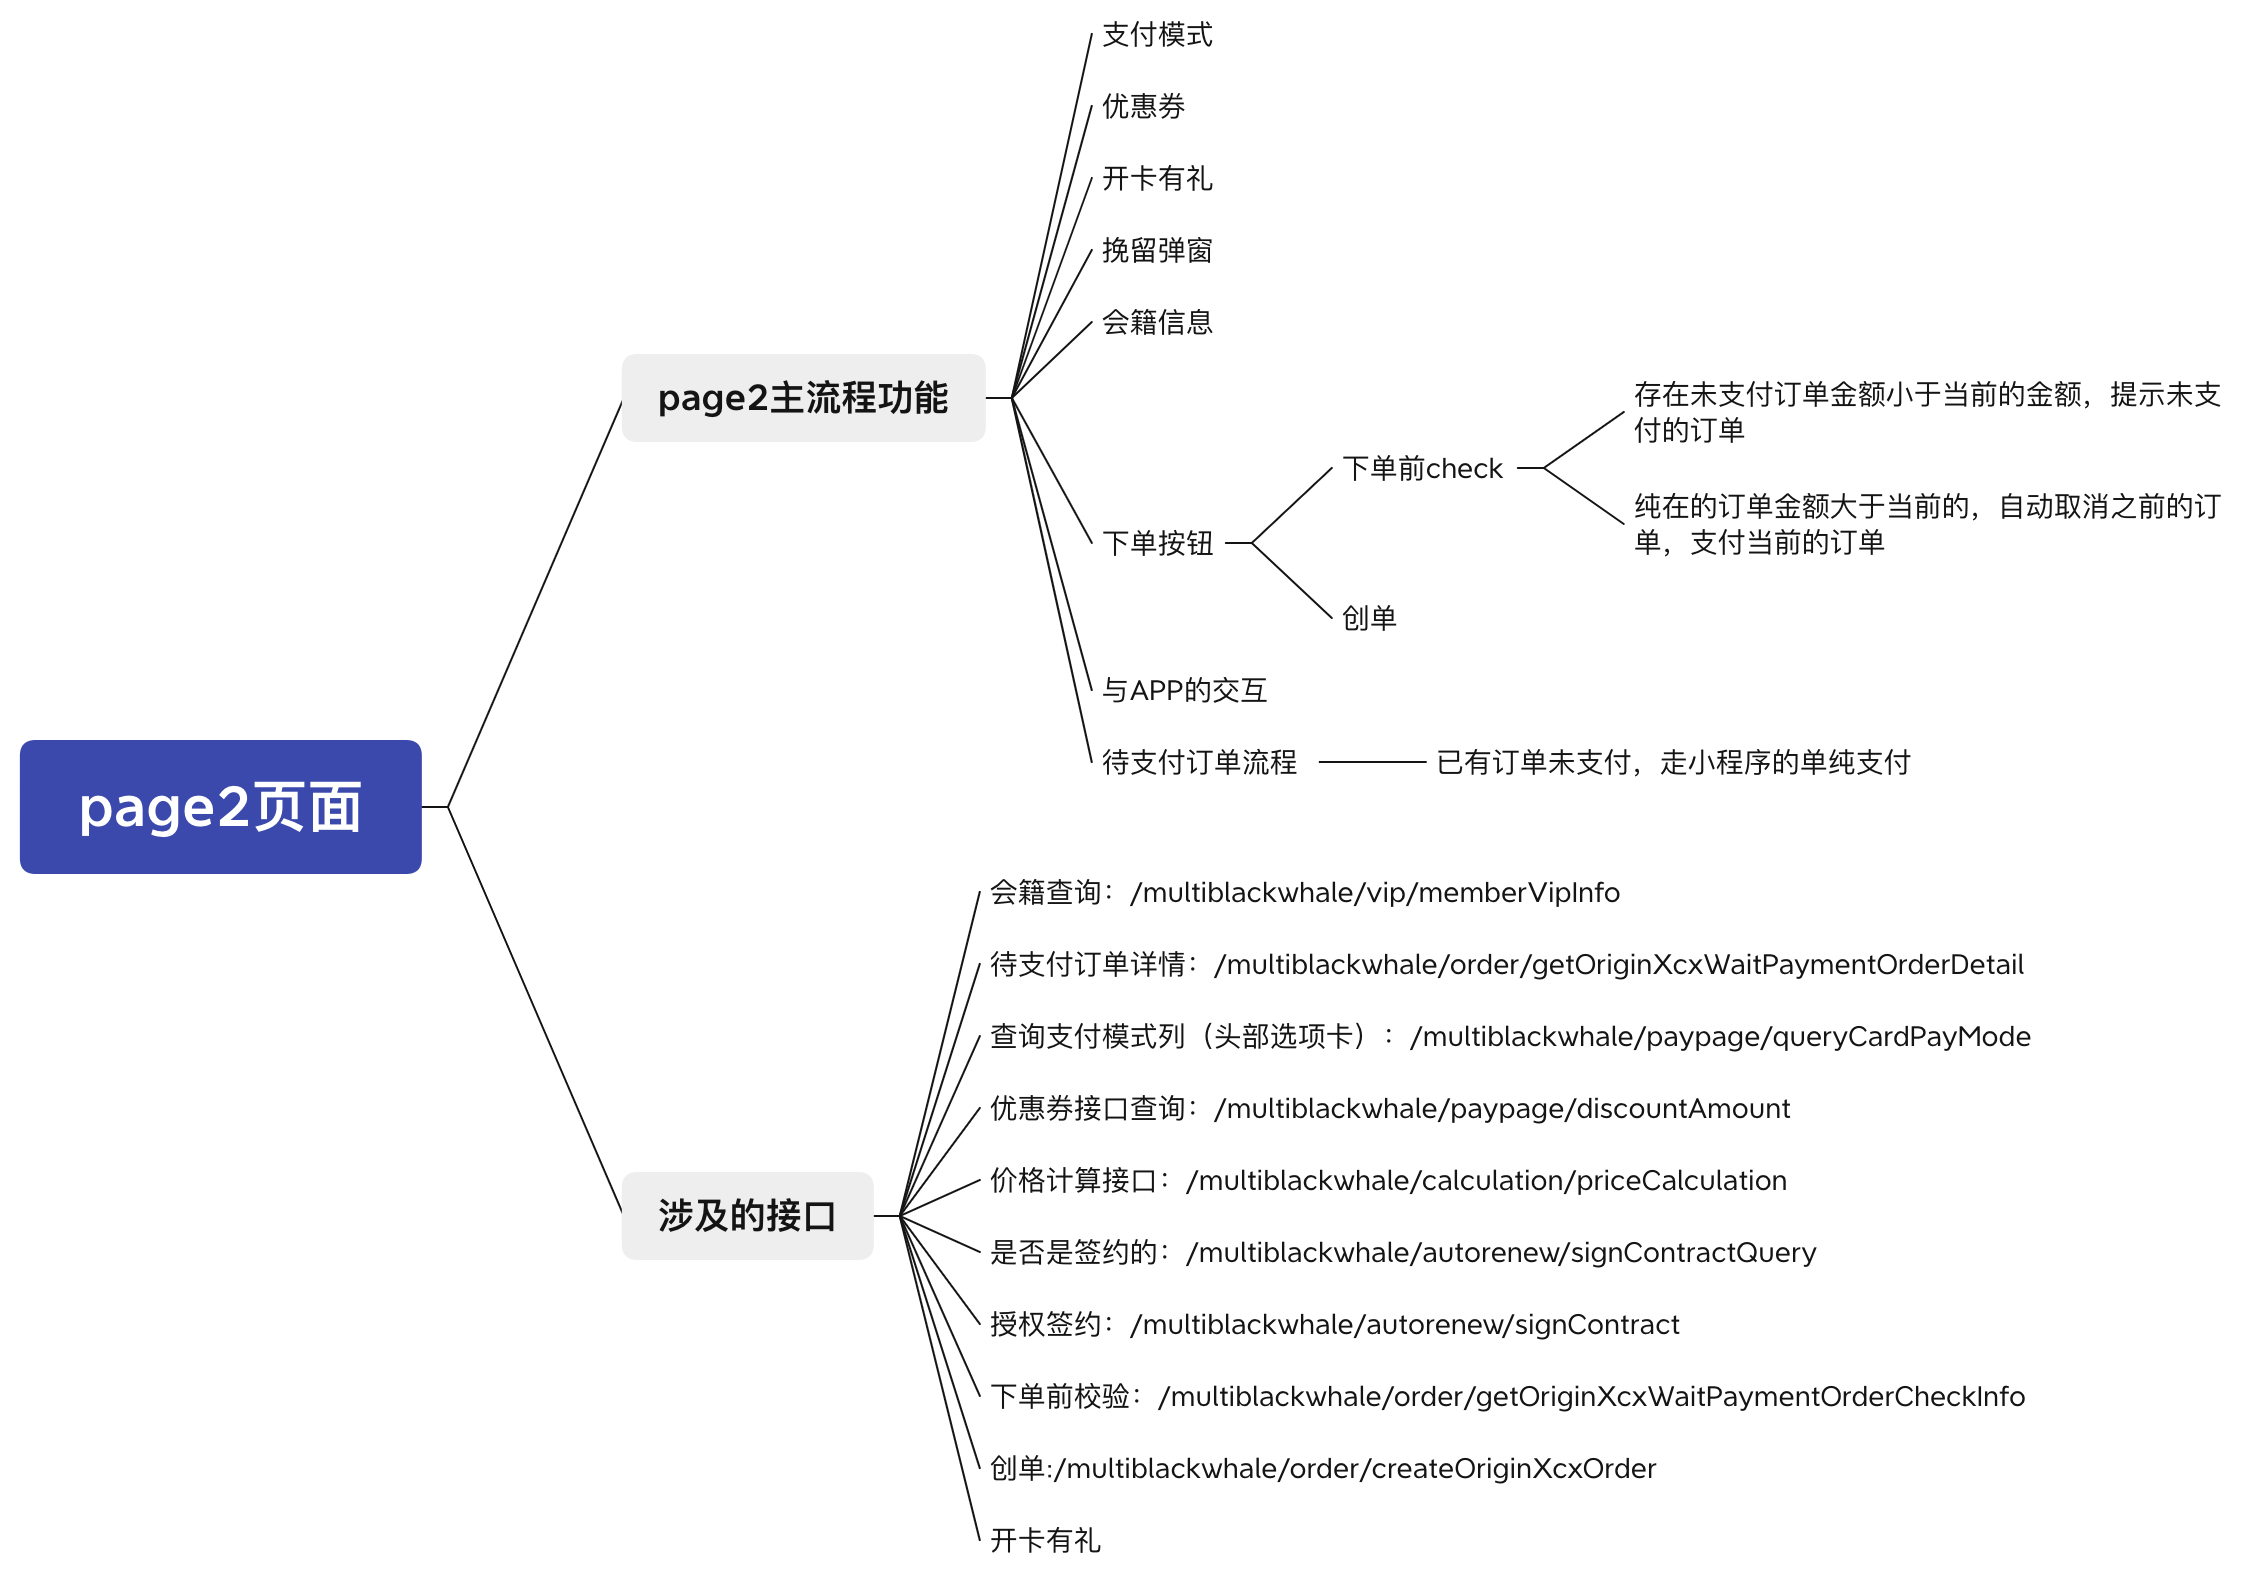 page2页面
page2主流程功能
支付模式
优惠券
开卡有礼
挽留弹窗
会籍信息
下单按钮
下单前check
存在未支付订单金额小于当前的金额，提示未支
付的订单
纯在的订单金额大于当前的，自动取消之前的订
单，支付当前的订单
创单
与APP的交互
待支付订单流程
已有订单未支付，走小程序的单纯支付
涉及的接口
会籍查询：/multiblackwhale/vip/memberVipInfo
待支付订单详情：/multiblackwhale/order/getOriginXcxWaitPaymentOrderDetail
查询支付模式列（头部选项卡）：/multiblackwhale/paypage/queryCardPayMode
优惠券接口查询：/multiblackwhale/paypage/discountAmount
价格计算接口：/multiblackwhale/calculation/priceCalculation
是否是签约的：/multiblackwhale/autorenew/signContractQuery
授权签约：/multiblackwhale/autorenew/signContract
下单前校验：/multiblackwhale/order/getOriginXcxWaitPaymentOrderCheckInfo
创单:/multiblackwhale/order/createOriginXcxOrder
开卡有礼